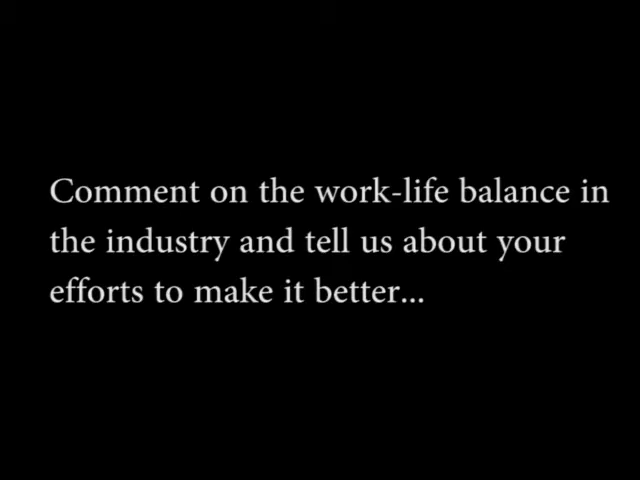 Comment on the work-life balance in
the industry and tell us about your
efforts to make it better...